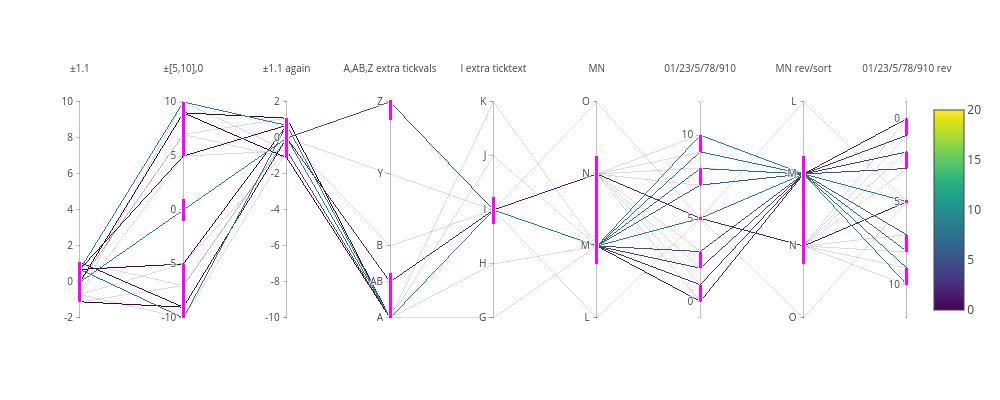 ±1.1 ±[5,10],0 ±1.1 again A,AB,Z extra tickvals I extra ticktext MN 01/23/5/78/910 MN rev/sort 01/23/5/78/910 rev
10 8 6 4 2 0 -2
10 5 0 -5 -10
2 0 -2 -4 -6 -8 -10
Z Y B AB A
K J I H G
O N M L
10 5 0
L M N O
0 5 10
20 15 10 5 0